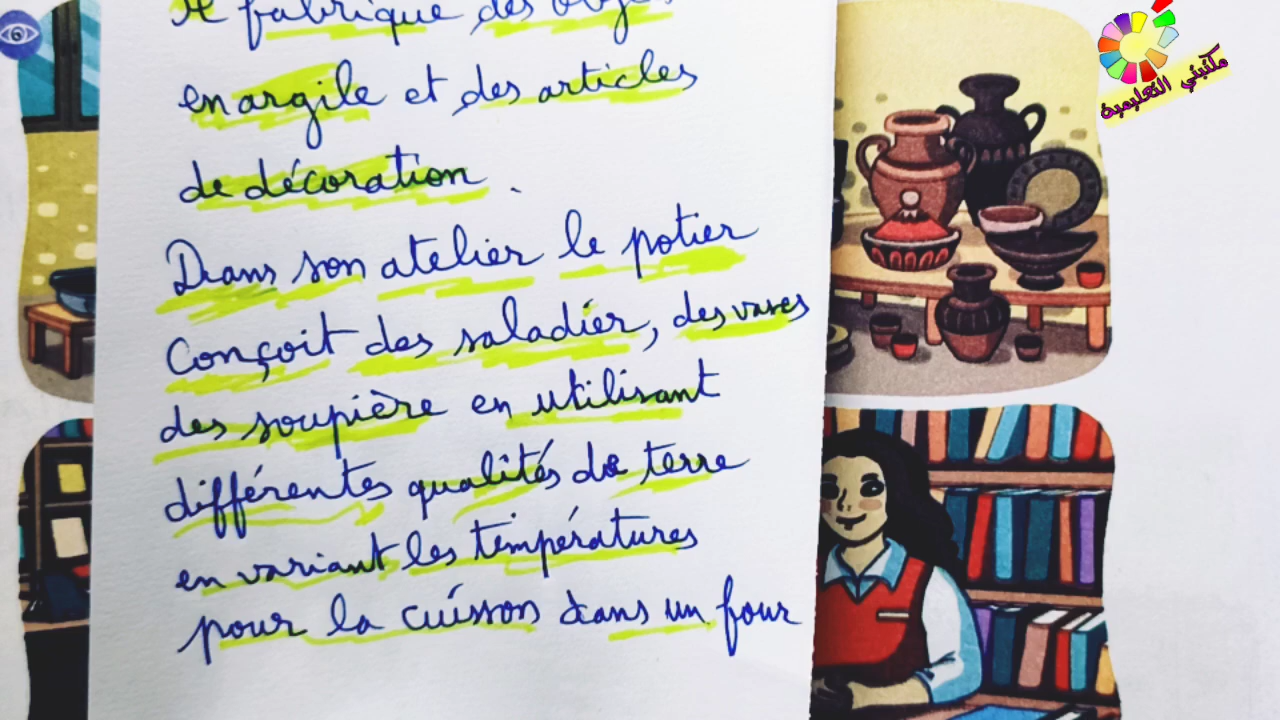 fabrique des objets
en argile et des articles
de décoration.
Dans son atelier le potier
Conçoit des saladier, des vases
des soupière en utilisant
différentes qualités de terre
en variant les températures
pour la cuisson dans un four
مكتبتي التعليمية